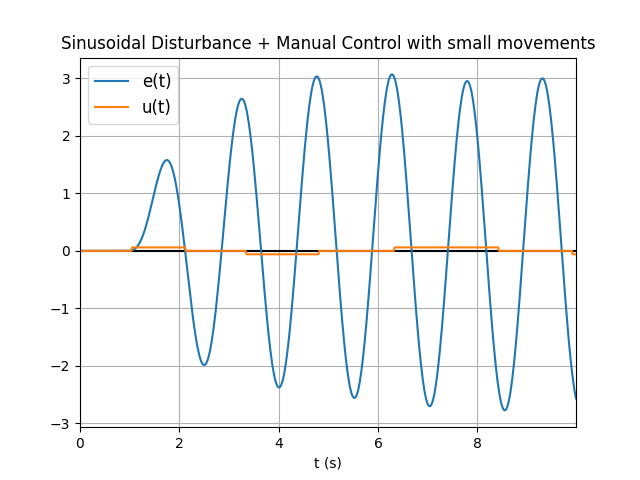 Sinusoidal Disturbance + Manual Control with small movements
e(t)
u(t)
3
2
1
0
−1
−2
−3
0 2 4 6 8
t (s)